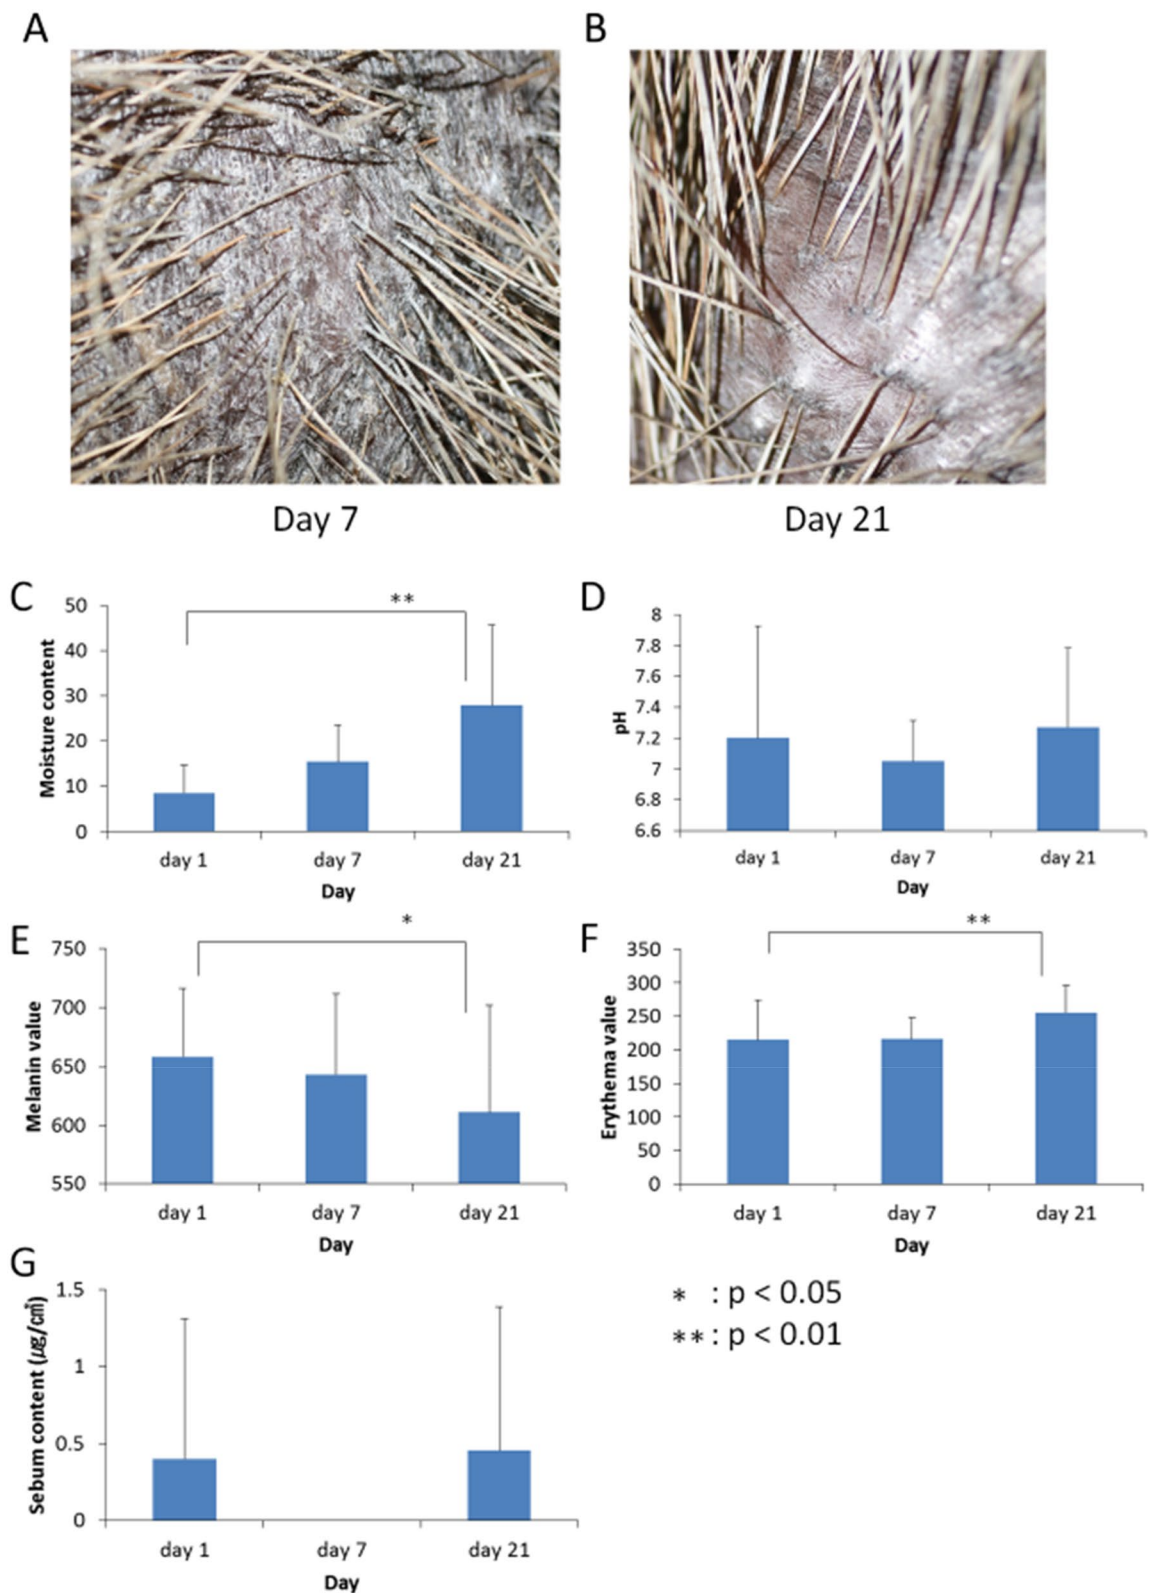 A
B
Day 7
Day 21
C
**
50
40
30
20
10
0
Moisture content
day 1 day 7 day 21
Day
D
8
7.8
7.6
7.4
7.2
7
6.8
6.6
pH
day 1 day 7 day 21
Day
E
*
750
700
650
600
550
Melanin value
day 1 day 7 day 21
Day
F
**
350
300
250
200
150
100
50
0
Erythema value
day 1 day 7 day 21
Day
G
1.5
1
0.5
0
Sebum content (㎍/㎠)
day 1 day 7 day 21
Day
* : p < 0.05
** : p < 0.01